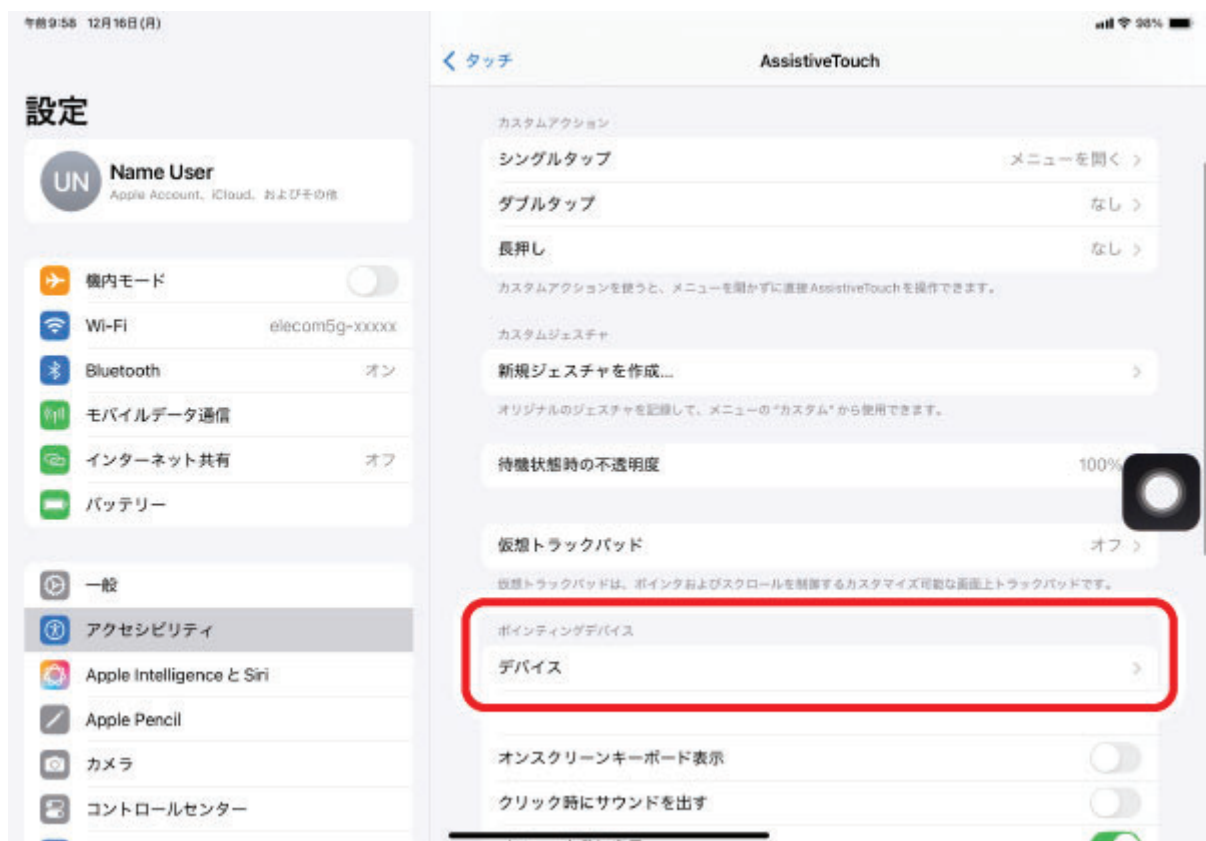 午前9:58 12月16日(月)
98%
設定
UN
Name User
Apple Account、iCloud、およびその他
機内モード
Wi-Fi elecom5g-xxxxx
Bluetooth オン
モバイルデータ通信
インターネット共有 オフ
バッテリー
一般
アクセシビリティ
Apple Intelligence と Siri
Apple Pencil
カメラ
コントロールセンター
タッチ
AssistiveTouch
カスタムアクション
シングルタップ メニューを開く
ダブルタップ なし
長押し なし
カスタムアクションを使うと、メニューを開かずに直接AssistiveTouchを操作できます。
カスタムジェスチャ
新規ジェスチャを作成...
オリジナルのジェスチャを記録して、メニューの“カスタム”から使用できます。
待機状態時の不透明度 100%
仮想トラックパッド オフ
仮想トラックパッドは、ポインタおよびスクロールを制御するカスタマイズ可能な画面上トラックパッドです。
ポインティングデバイス
デバイス
オンスクリーンキーボード表示
クリック時にサウンドを出す